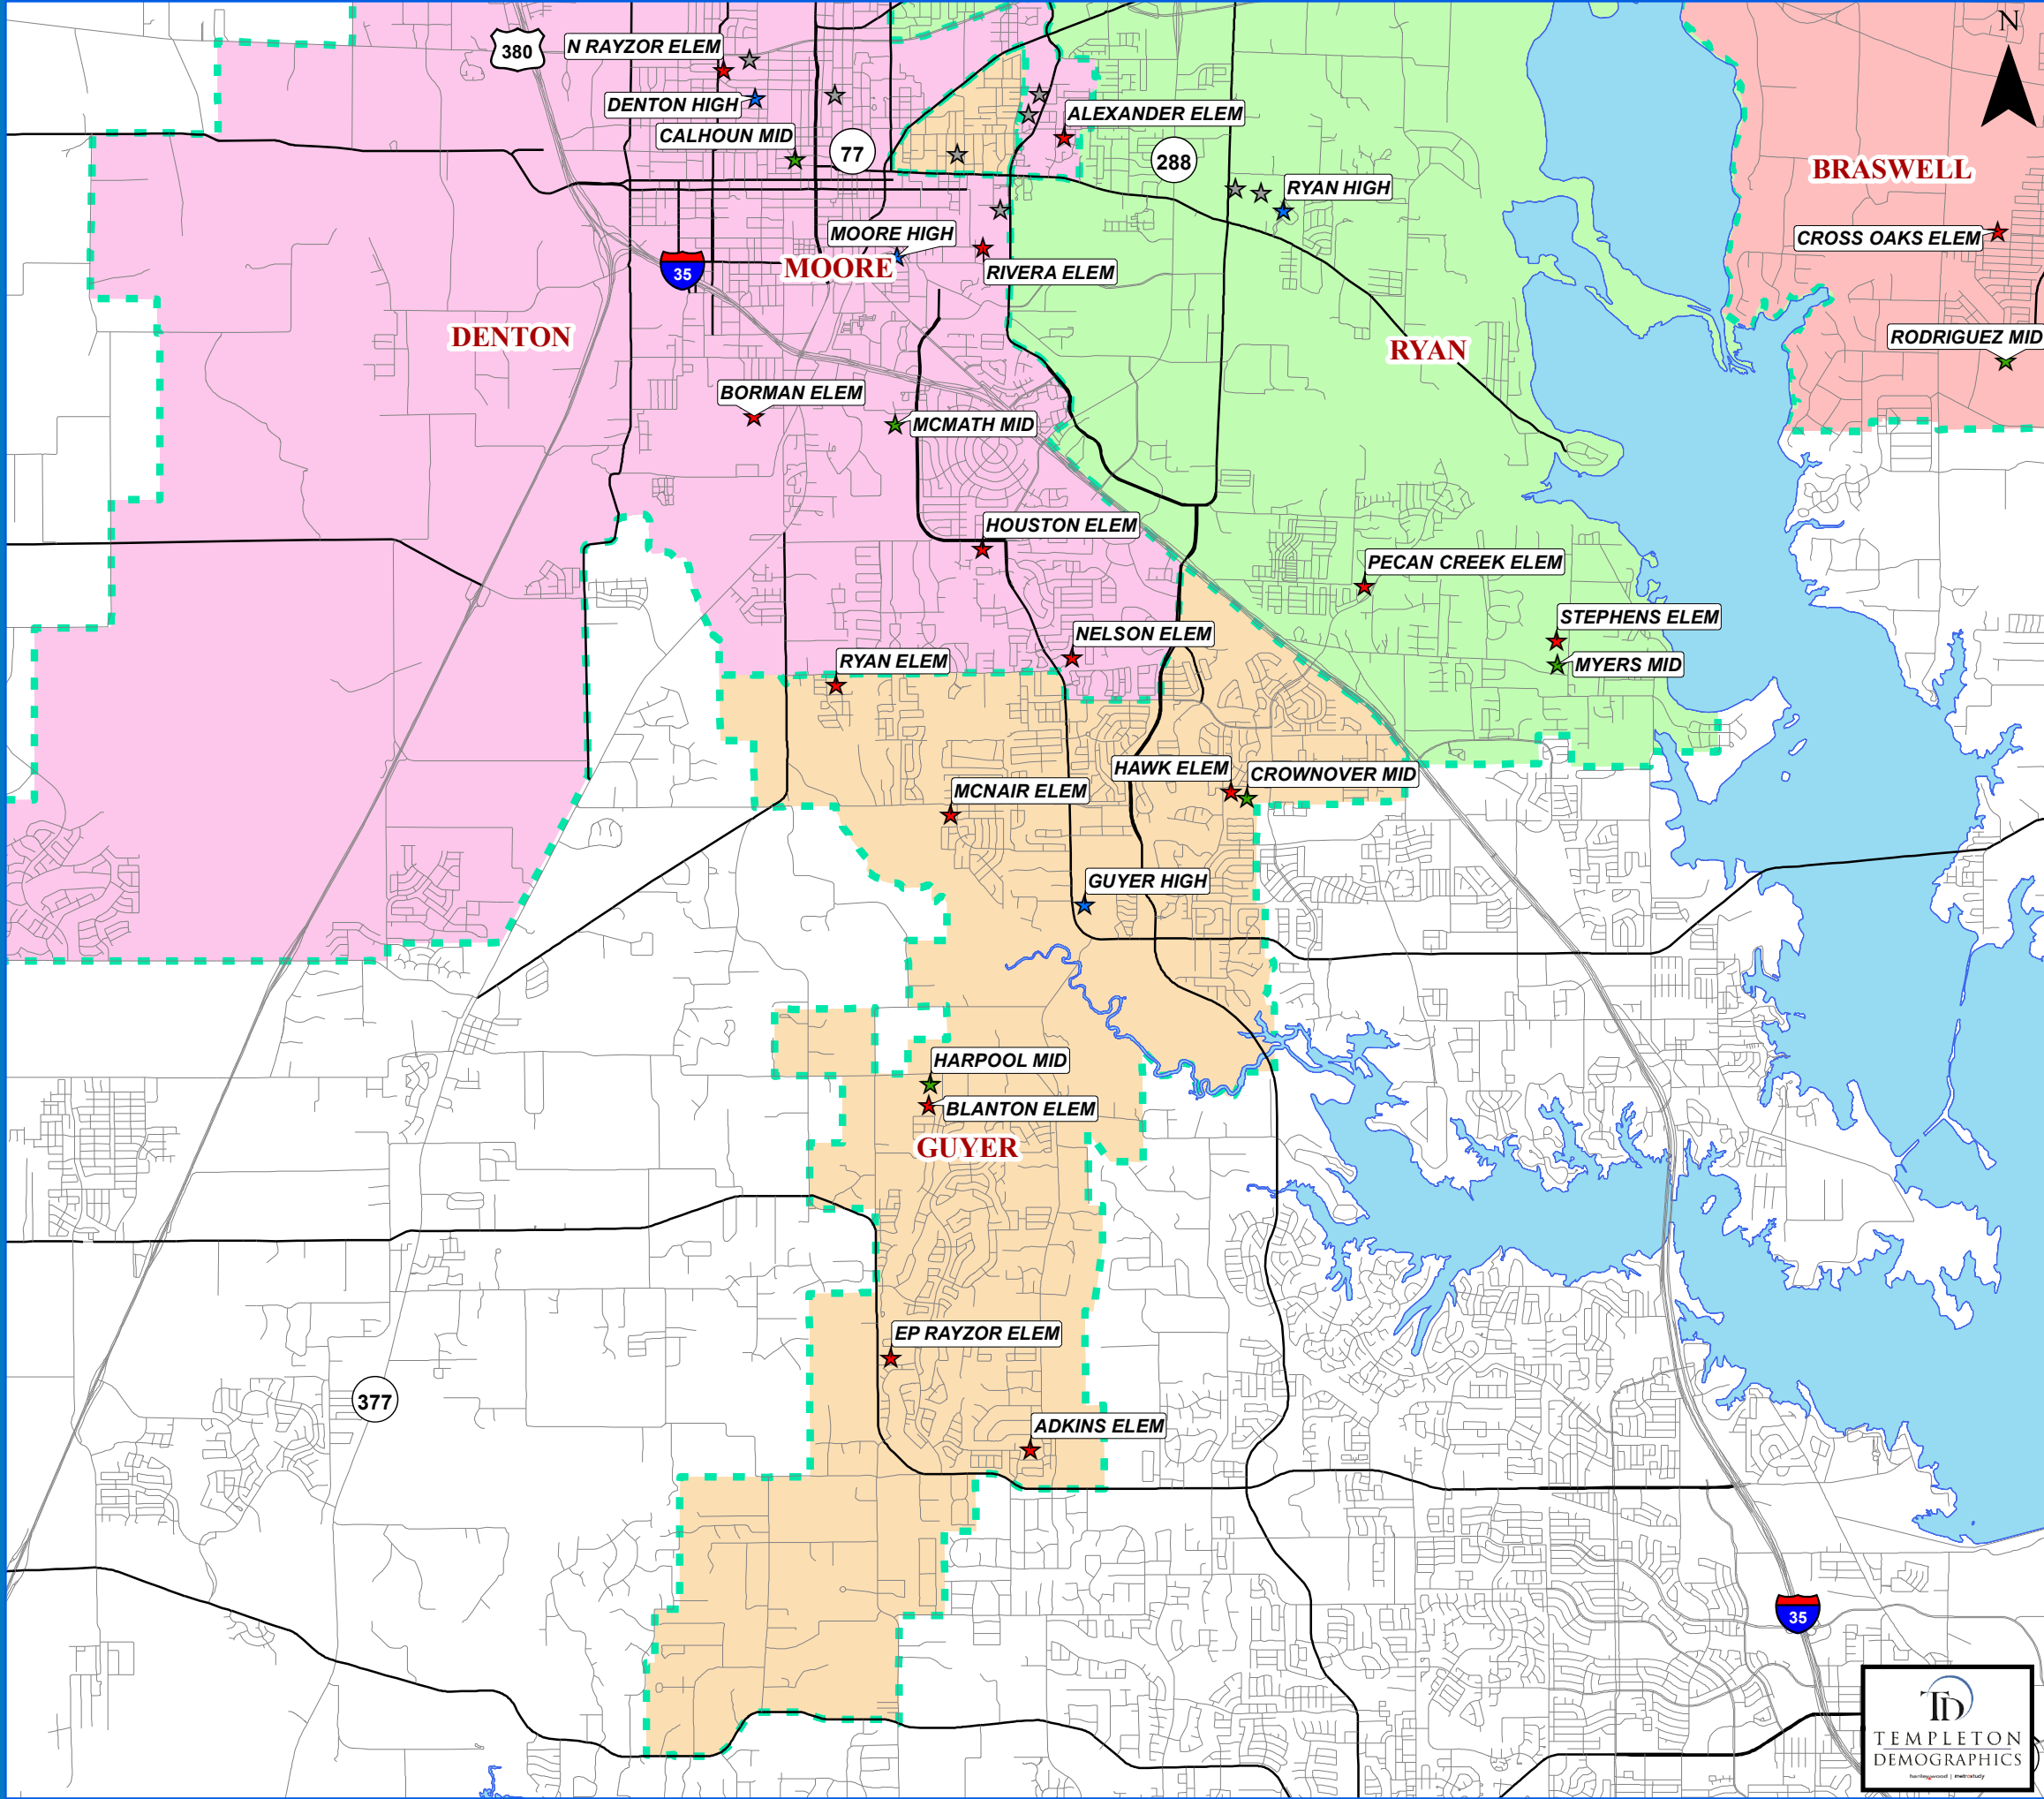 N
380
N RAYZOR ELEM
DENTON HIGH
CALHOUN MID
77
ALEXANDER ELEM
288
BRASWELL
RYAN HIGH
MOORE HIGH
CROSS OAKS ELEM
MOORE
35
RIVERA ELEM
DENTON
RYAN
RODRIGUEZ MID
BORMAN ELEM
MCMATH MID
HOUSTON ELEM
PECAN CREEK ELEM
STEPHENS ELEM
NELSON ELEM
RYAN ELEM
MYERS MID
HAWK ELEM
CROWNOVER MID
MCNAIR ELEM
GUYER HIGH
HARPOOL MID
BLANTON ELEM
GUYER
EP RAYZOR ELEM
377
ADKINS ELEM
35
TD
TEMPLETON
DEMOGRAPHICS
hanleywood | metrostudy